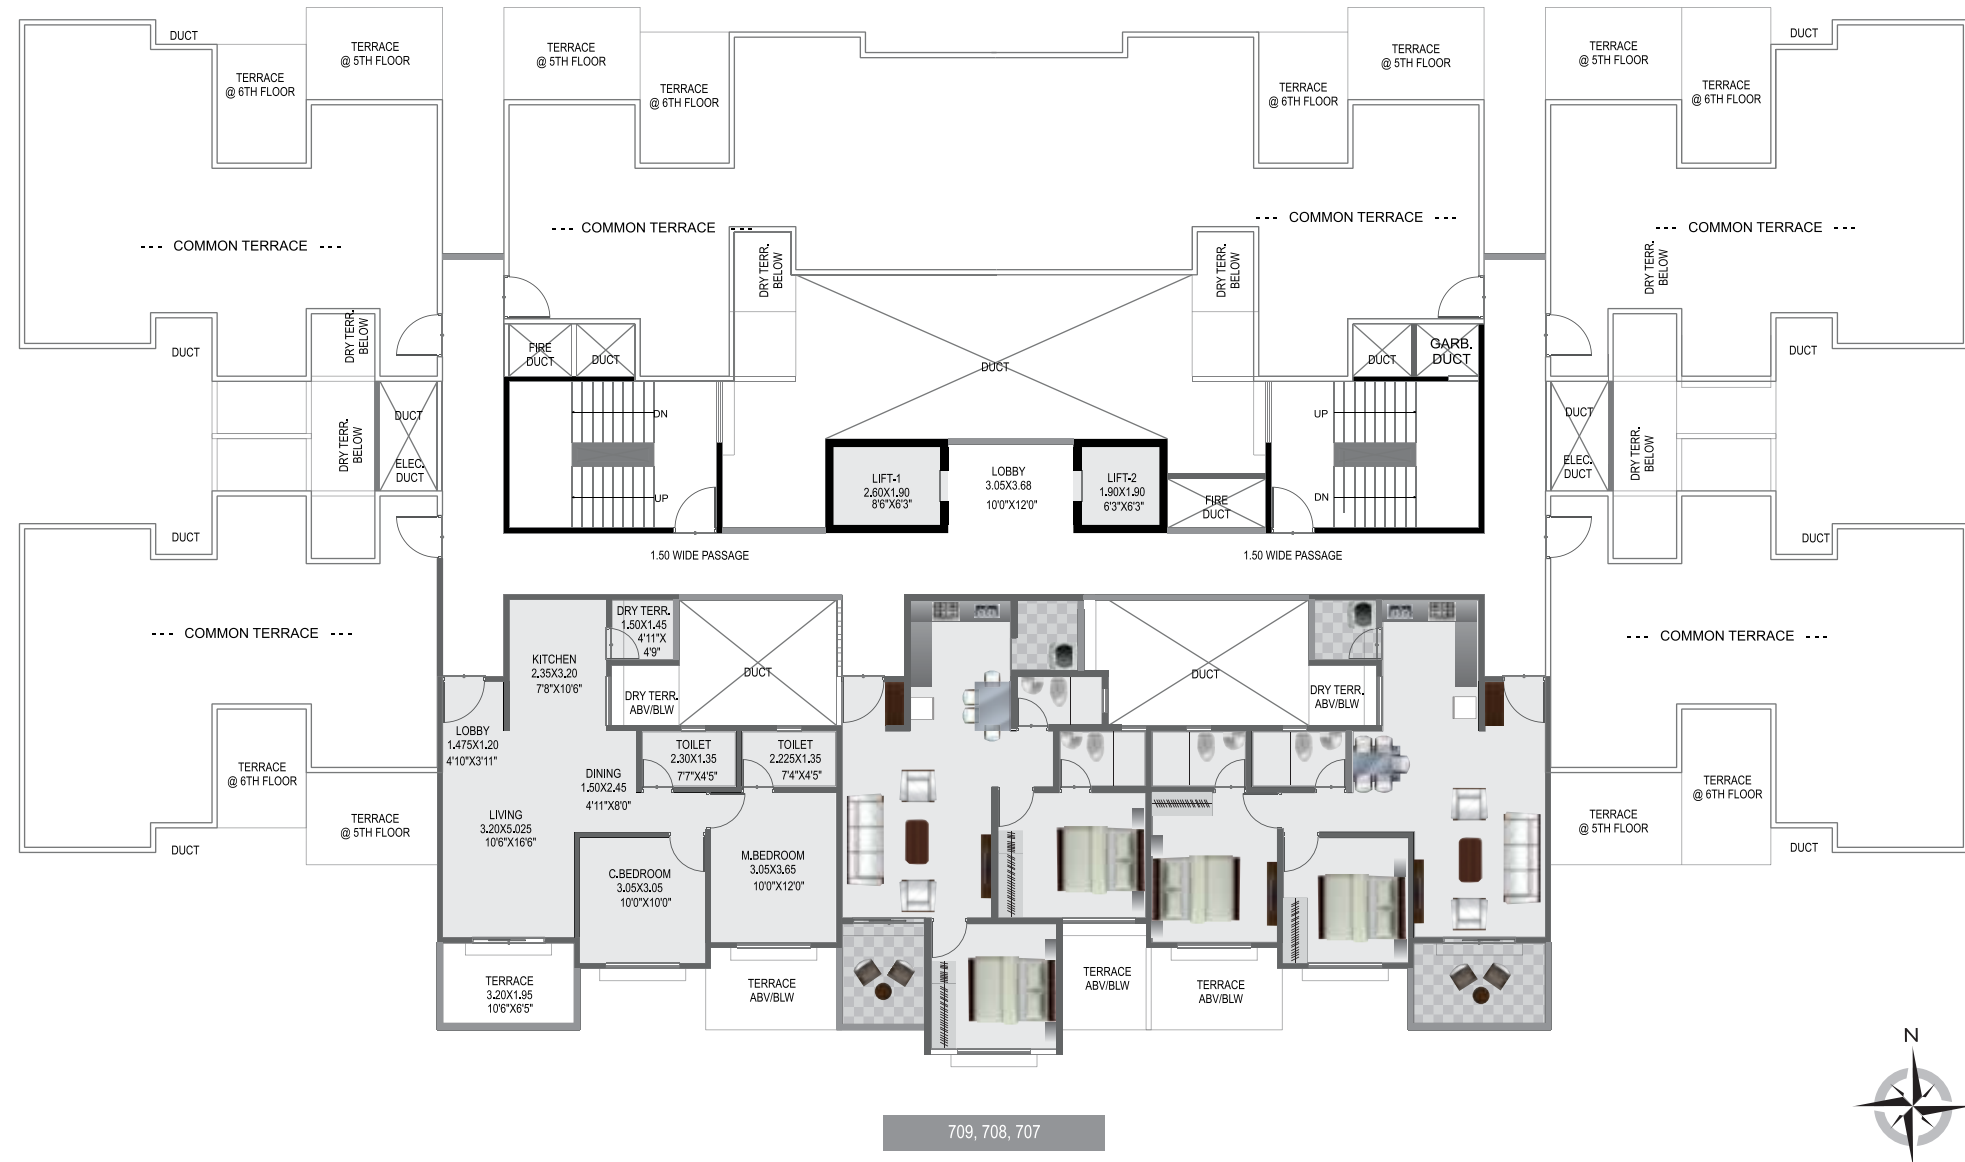 DUCT
TERRACE
@ 5TH FLOOR
TERRACE
@ 6TH FLOOR
TERRACE
@ 5TH FLOOR
TERRACE
@ 6TH FLOOR
TERRACE
@ 5TH FLOOR
TERRACE
@ 6TH FLOOR
TERRACE
@ 5TH FLOOR
TERRACE
@ 6TH FLOOR
DUCT
--- COMMON TERRACE ---
--- COMMON TERRACE ---
--- COMMON TERRACE ---
--- COMMON TERRACE ---
DRY TERR.
BELOW
DRY TERR.
BELOW
DRY TERR.
BELOW
DRY TERR.
BELOW
DUCT
FIRE
DUCT
DUCT
DUCT
DUCT
GARB.
DUCT
DUCT
DUCT
ELEC.
DUCT
DRY TERR.
BELOW
DN
UP
UP
DN
DUCT
ELEC.
DUCT
DRY TERR.
BELOW
LIFT-1
2.60X1.90
8'6"X6'3"
LOBBY
3.05X3.68
10'0"X12'0"
LIFT-2
1.90X1.90
6'3"X6'3"
FIRE
DUCT
DUCT
DUCT
1.50 WIDE PASSAGE
1.50 WIDE PASSAGE
--- COMMON TERRACE ---
--- COMMON TERRACE ---
DRY TERR.
1.50X1.45
4'11"X
4'9"
KITCHEN
2.35X3.20
7'8"X10'6"
DUCT
DUCT
DRY TERR.
ABV/BLW
DRY TERR.
ABV/BLW
LOBBY
1.475X1.20
4'10"X3'11"
TOILET
2.30X1.35
7'7"X4'5"
TOILET
2.225X1.35
7'4"X4'5"
DINING
1.50X2.45
4'11"X8'0"
LIVING
3.20X5.025
10'6"X16'6"
C.BEDROOM
3.05X3.05
10'0"X10'0"
M.BEDROOM
3.05X3.65
10'0"X12'0"
TERRACE
@ 6TH FLOOR
TERRACE
@ 5TH FLOOR
DUCT
TERRACE
@ 6TH FLOOR
TERRACE
@ 5TH FLOOR
DUCT
TERRACE
3.20X1.95
10'6"X6'5"
TERRACE
ABV/BLW
TERRACE
ABV/BLW
TERRACE
ABV/BLW
N
709, 708, 707